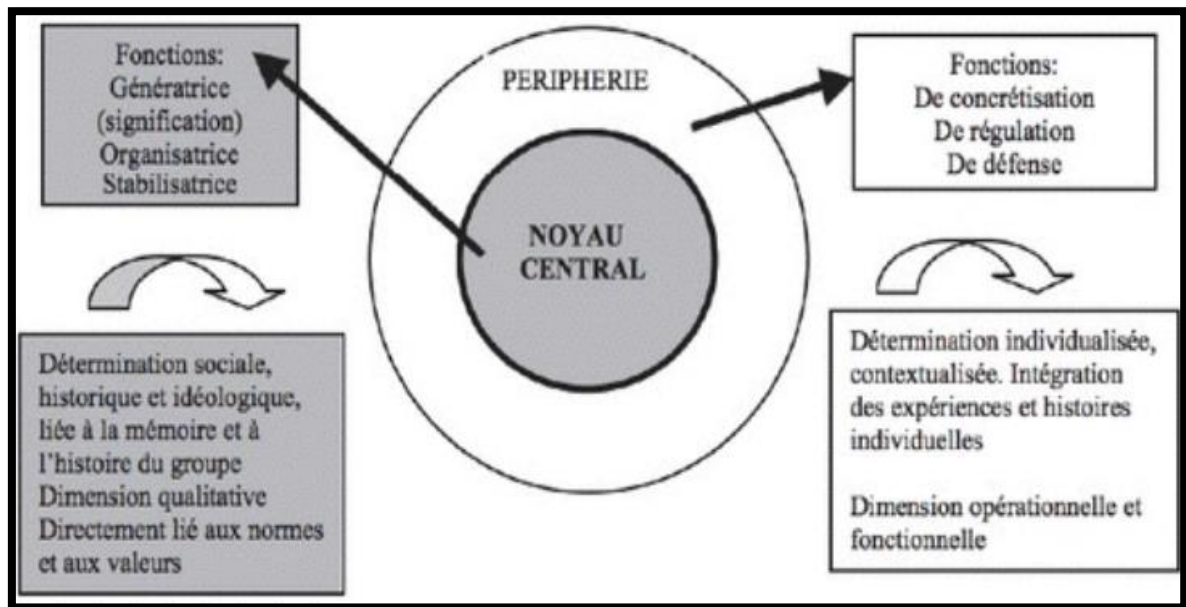 Fonctions:
Génératrice
(signification)
Organisatrice
Stabilisatrice
PERIPHERIE
Fonctions:
De concrétisation
De régulation
De défense
NOYAU
CENTRAL
Détermination sociale,
historique et idéologique,
liée à la mémoire et à
l'histoire du groupe
Dimension qualitative
Directement lié aux normes
et aux valeurs
Détermination individualisée,
contextualisée. Intégration
des expériences et histoires
individuelles
Dimension opérationnelle et
fonctionnelle